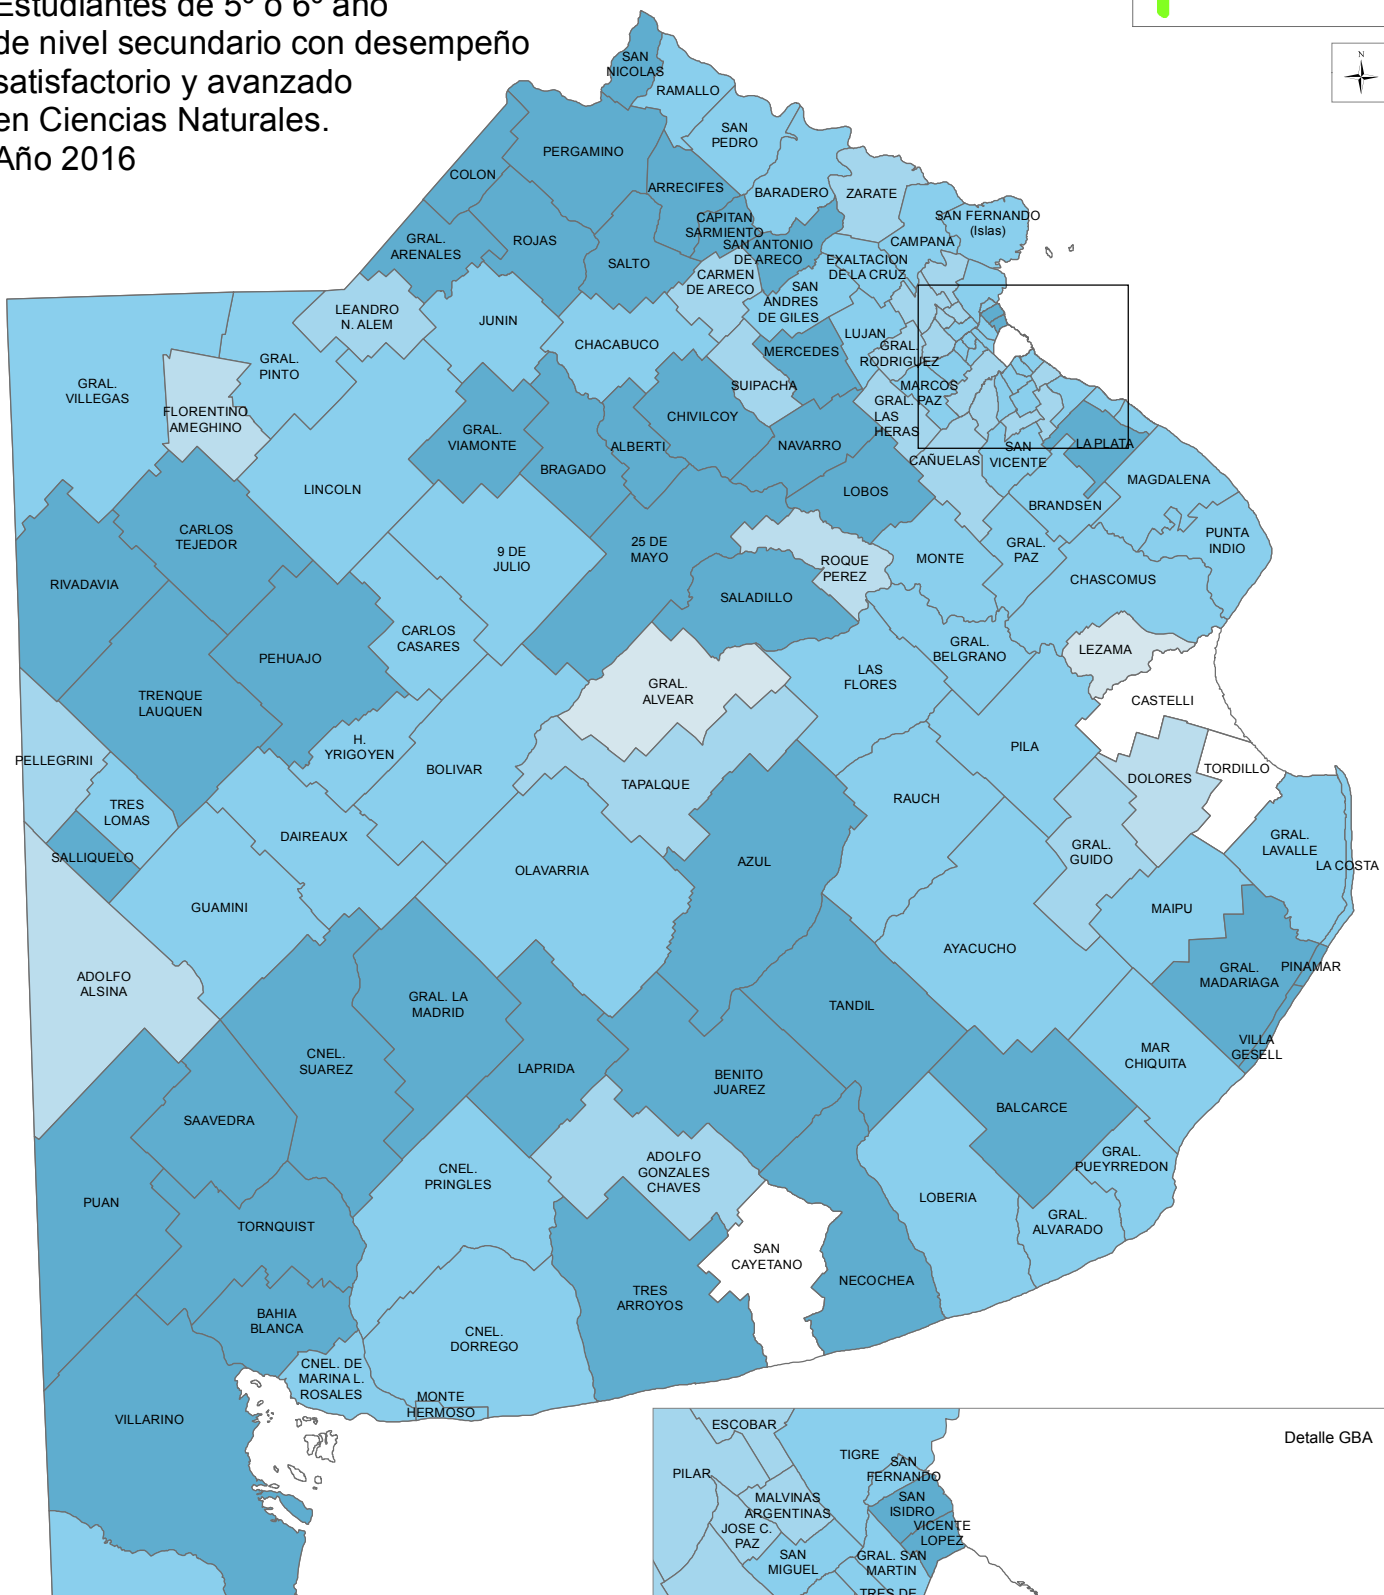 Estudiantes de 5º o 6º año
de nivel secundario con desempeño
satisfactorio y avanzado
en Ciencias Naturales.
Año 2016
N
SAN
NICOLAS
RAMALLO
SAN
PEDRO
PERGAMINO
COLON
ARRECIFES
BARADERO
ZARATE
CAPITAN
SARMIENTO
SAN FERNANDO
(Islas)
GRAL.
ARENALES
ROJAS
SALTO
SAN ANTONIO
DE ARECO
CAMPANA
EXALTACION
DE LA CRUZ
CARMEN
DE ARECO
SAN
ANDRES
DE GILES
LEANDRO
N. ALEM
JUNIN
CHACABUCO
MERCEDES
LUJAN
GRAL.
RODRIGUEZ
GRAL.
PINTO
GRAL.
VILLEGAS
FLORENTINO
AMEGHINO
SUIPACHA
MARCOS
PAZ
GRAL.
LAS
HERAS
GRAL.
VIAMONTE
BRAGADO
ALBERTI
CHIVILCOY
NAVARRO
LA PLATA
CAÑUELAS
SAN
VICENTE
LINCOLN
LOBOS
MAGDALENA
BRANDSEN
CARLOS
TEJEDOR
9 DE
JULIO
25 DE
MAYO
ROQUE
PEREZ
MONTE
GRAL.
PAZ
PUNTA
INDIO
RIVADAVIA
SALADILLO
CHASCOMUS
CARLOS
CASARES
PEHUAJO
GRAL.
BELGRANO
LEZAMA
LAS
FLORES
GRAL.
ALVEAR
TRENQUE
LAUQUEN
CASTELLI
H.
YRIGOYEN
PILA
PELLEGRINI
BOLIVAR
TAPALQUE
DOLORES
TORDILLO
RAUCH
TRES
LOMAS
DAIREAUX
GRAL.
LAVALLE
LA COSTA
SALLIQUELO
OLAVARRIA
AZUL
GRAL.
GUIDO
GUAMINI
MAIPU
AYACUCHO
ADOLFO
ALSINA
GRAL.
MADARIAGA
PINAMAR
GRAL. LA
MADRID
TANDIL
VILLA
GESELL
CNEL.
SUAREZ
LAPRIDA
BENITO
JUAREZ
MAR
CHIQUITA
SAAVEDRA
BALCARCE
CNEL.
PRINGLES
ADOLFO
GONZALES
CHAVES
GRAL.
PUEYRREDON
PUAN
LOBERIA
TORNQUIST
GRAL.
ALVARADO
SAN
CAYETANO
NECOCHEA
TRES
ARROYOS
BAHIA
BLANCA
CNEL.
DORREGO
CNEL. DE
MARINA L.
ROSALES
VILLARINO
MONTE
HERMOSO
Detalle GBA
ESCOBAR
PILAR
TIGRE
SAN
FERNANDO
MALVINAS
ARGENTINAS
SAN
ISIDRO
JOSE C.
PAZ
VICENTE
LOPEZ
SAN
MIGUEL
GRAL. SAN
MARTIN
TRES DE